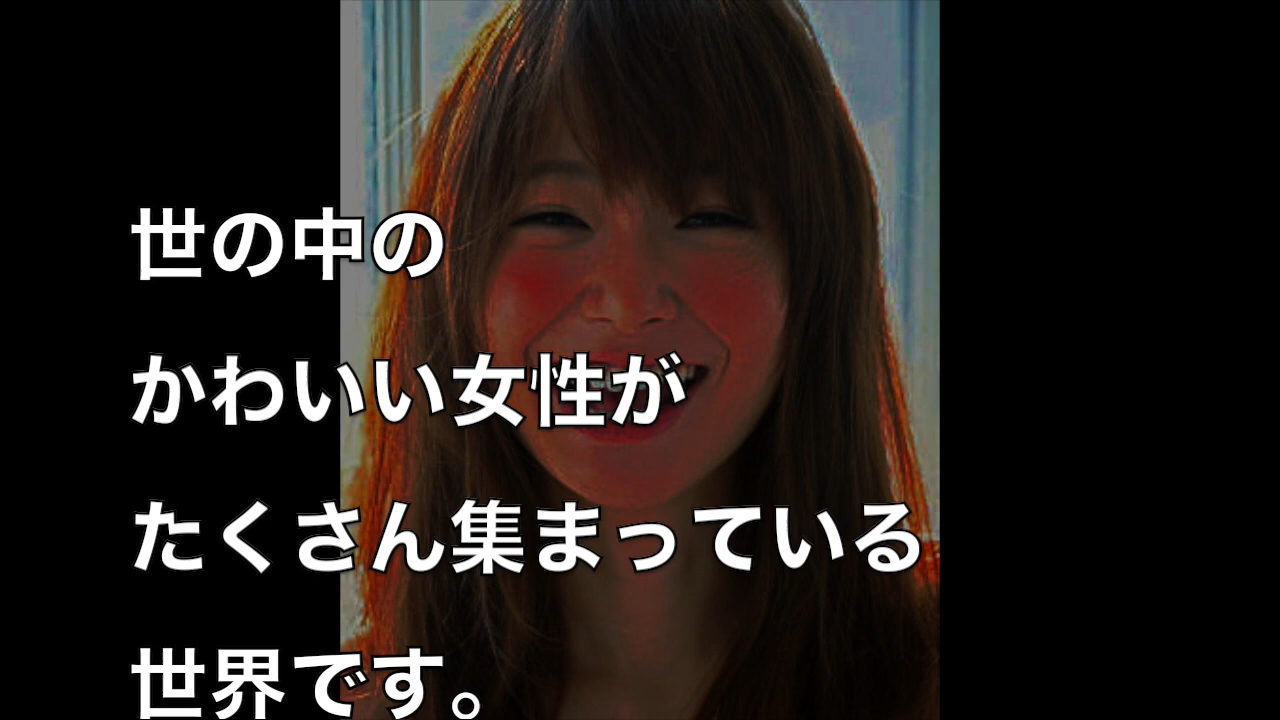 世の中の
かわいい女性が
たくさん集まっている
世界です。